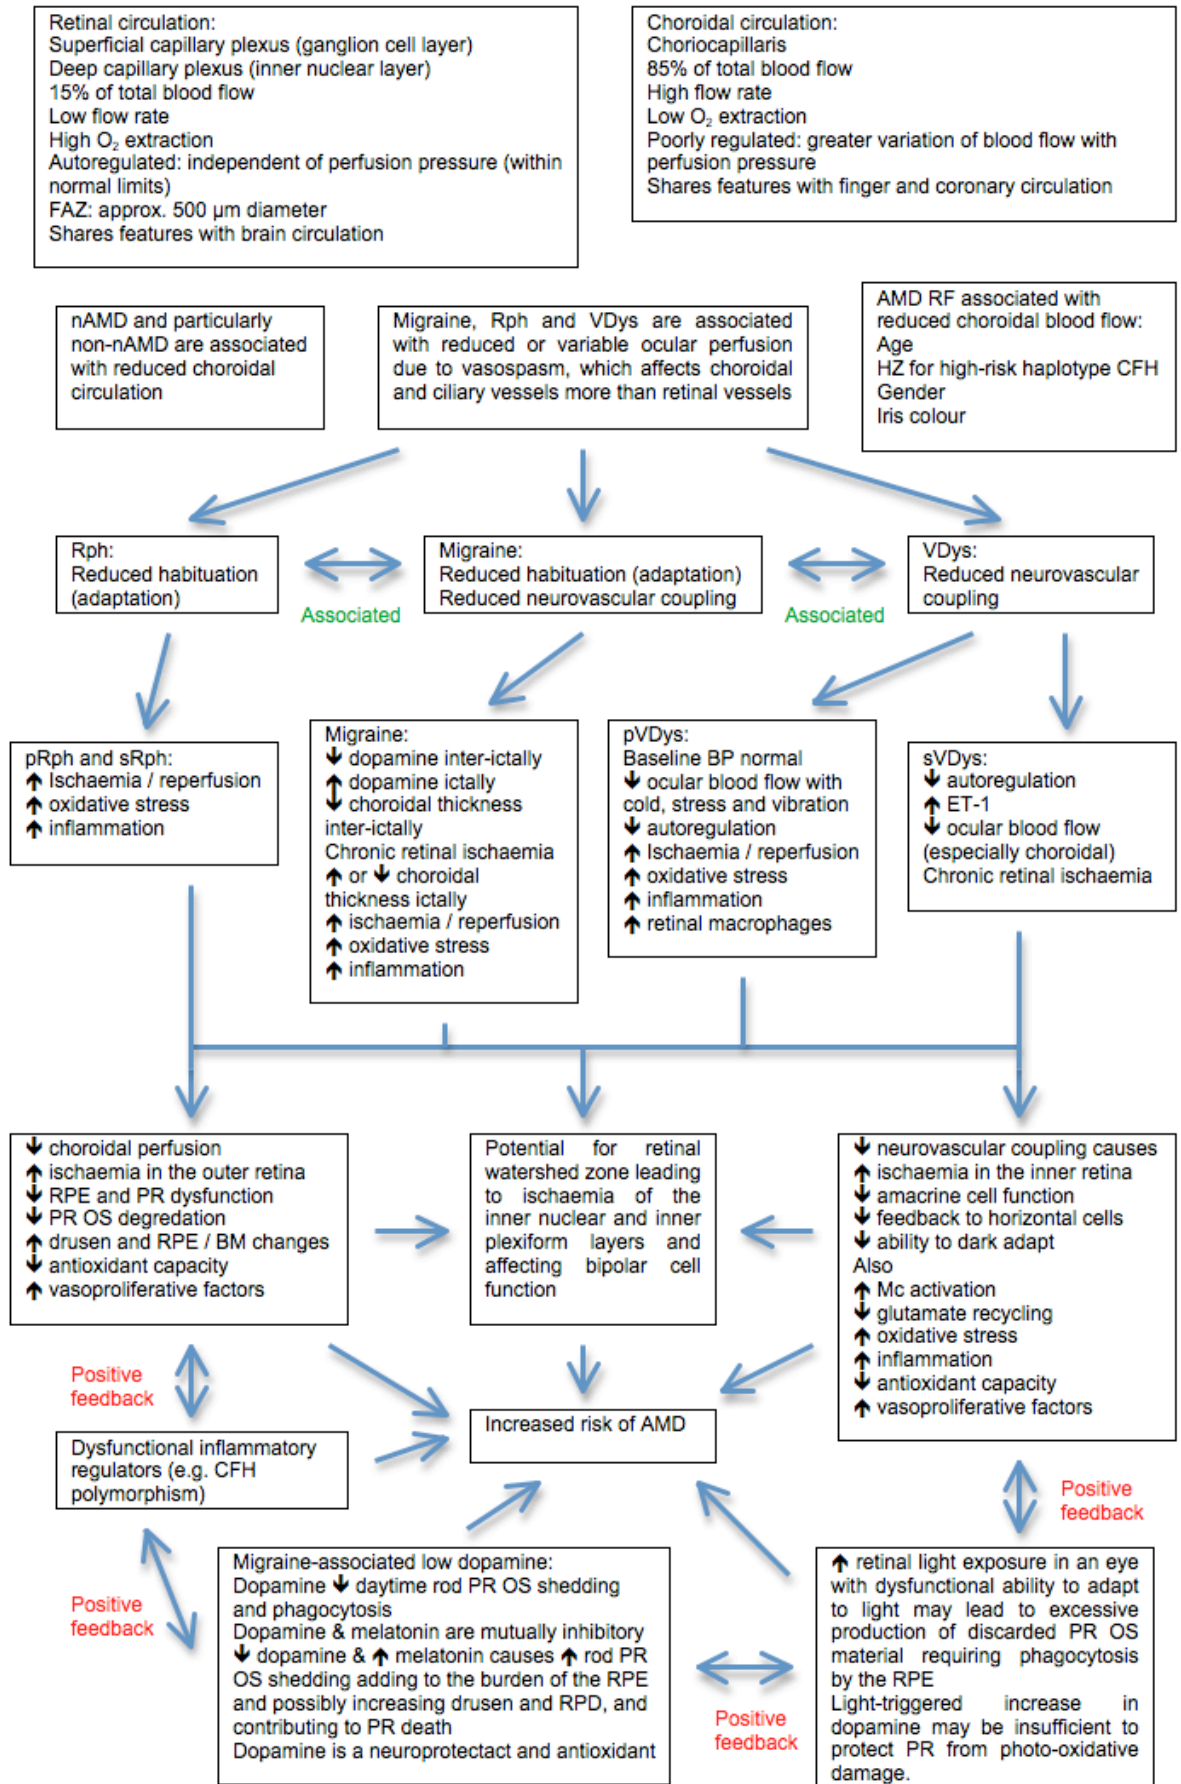 Retinal circulation:
Superficial capillary plexus (ganglion cell layer)
Deep capillary plexus (inner nuclear layer)
15% of total blood flow
Low flow rate
High O₂ extraction
Autoregulated: independent of perfusion pressure (within
normal limits)
FAZ: approx. 500 µm diameter
Shares features with brain circulation
Choroidal circulation:
Choriocapillaris
85% of total blood flow
High flow rate
Low O₂ extraction
Poorly regulated: greater variation of blood flow with
perfusion pressure
Shares features with finger and coronary circulation
nAMD and particularly
non-nAMD are associated
with reduced choroidal
circulation
Migraine, Rph and VDys are associated
with reduced or variable ocular perfusion
due to vasospasm, which affects choroidal
and ciliary vessels more than retinal vessels
AMD RF associated with
reduced choroidal blood flow:
Age
HZ for high-risk haplotype CFH
Gender
Iris colour
Rph:
Reduced habituation
(adaptation)
Associated
Migraine:
Reduced habituation (adaptation)
Reduced neurovascular coupling
Associated
VDys:
Reduced neurovascular
coupling
pRph and sRph:
↑ Ischaemia / reperfusion
↑ oxidative stress
↑ inflammation
Migraine:
↓ dopamine inter-ictally
↑ dopamine ictally
↓ choroidal thickness
inter-ictally
Chronic retinal ischaemia
↑ or ↓ choroidal
thickness ictally
↑ ischaemia / reperfusion
↑ oxidative stress
↑ inflammation
pVDys:
Baseline BP normal
↓ ocular blood flow with
cold, stress and vibration
↓ autoregulation
↑ Ischaemia / reperfusion
↑ oxidative stress
↑ inflammation
↑ retinal macrophages
sVDys:
↓ autoregulation
↑ ET-1
↓ ocular blood flow
(especially choroidal)
Chronic retinal ischaemia
↓ choroidal perfusion
↑ ischaemia in the outer retina
↓ RPE and PR dysfunction
↓ PR OS degredation
↑ drusen and RPE / BM changes
↓ antioxidant capacity
↑ vasoproliferative factors
Potential for retinal
watershed zone leading
to ischaemia of the
inner nuclear and inner
plexiform layers and
affecting bipolar cell
function
↓ neurovascular coupling causes
↑ ischaemia in the inner retina
↓ amacrine cell function
↓ feedback to horizontal cells
↓ ability to dark adapt
Also
↑ Mc activation
↓ glutamate recycling
↑ oxidative stress
↑ inflammation
↓ antioxidant capacity
↑ vasoproliferative factors
Positive
feedback
Dysfunctional inflammatory
regulators (e.g. CFH
polymorphism)
Increased risk of AMD
Positive
feedback
Positive
feedback
Migraine-associated low dopamine:
Dopamine ↓ daytime rod PR OS shedding
and phagocytosis
Dopamine & melatonin are mutually inhibitory
↓ dopamine & ↑ melatonin causes ↑ rod PR
OS shedding adding to the burden of the RPE
and possibly increasing drusen and RPD, and
contributing to PR death
Dopamine is a neuroprotectact and antioxidant
Positive
feedback
↑ retinal light exposure in an eye
with dysfunctional ability to adapt
to light may lead to excessive
production of discarded PR OS
material requiring phagocytosis
by the RPE
Light-triggered increase in
dopamine may be insufficient to
protect PR from photo-oxidative
damage.